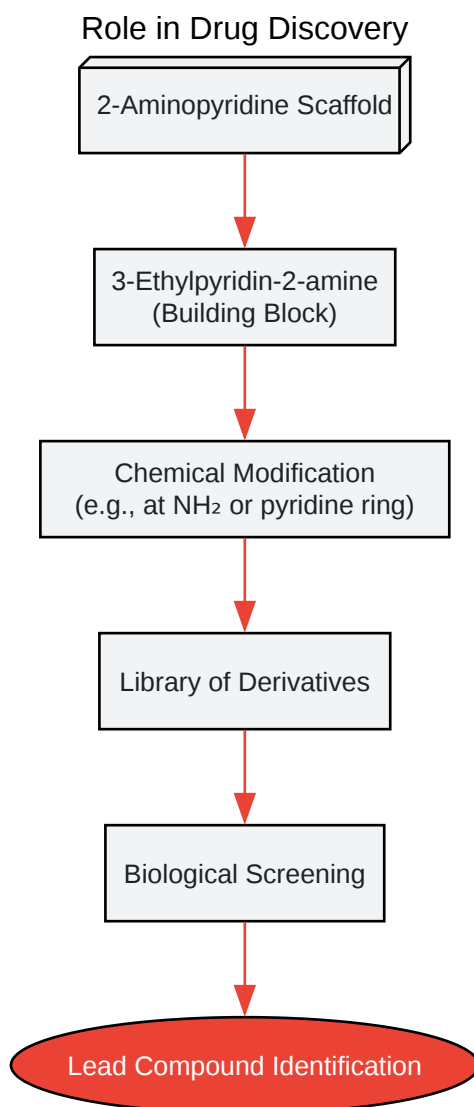 Role in Drug Discovery
2-Aminopyridine Scaffold
3-Ethylpyridin-2-amine
(Building Block)
Chemical Modification
(e.g., at NH₂ or pyridine ring)
Library of Derivatives
Biological Screening
Lead Compound Identification